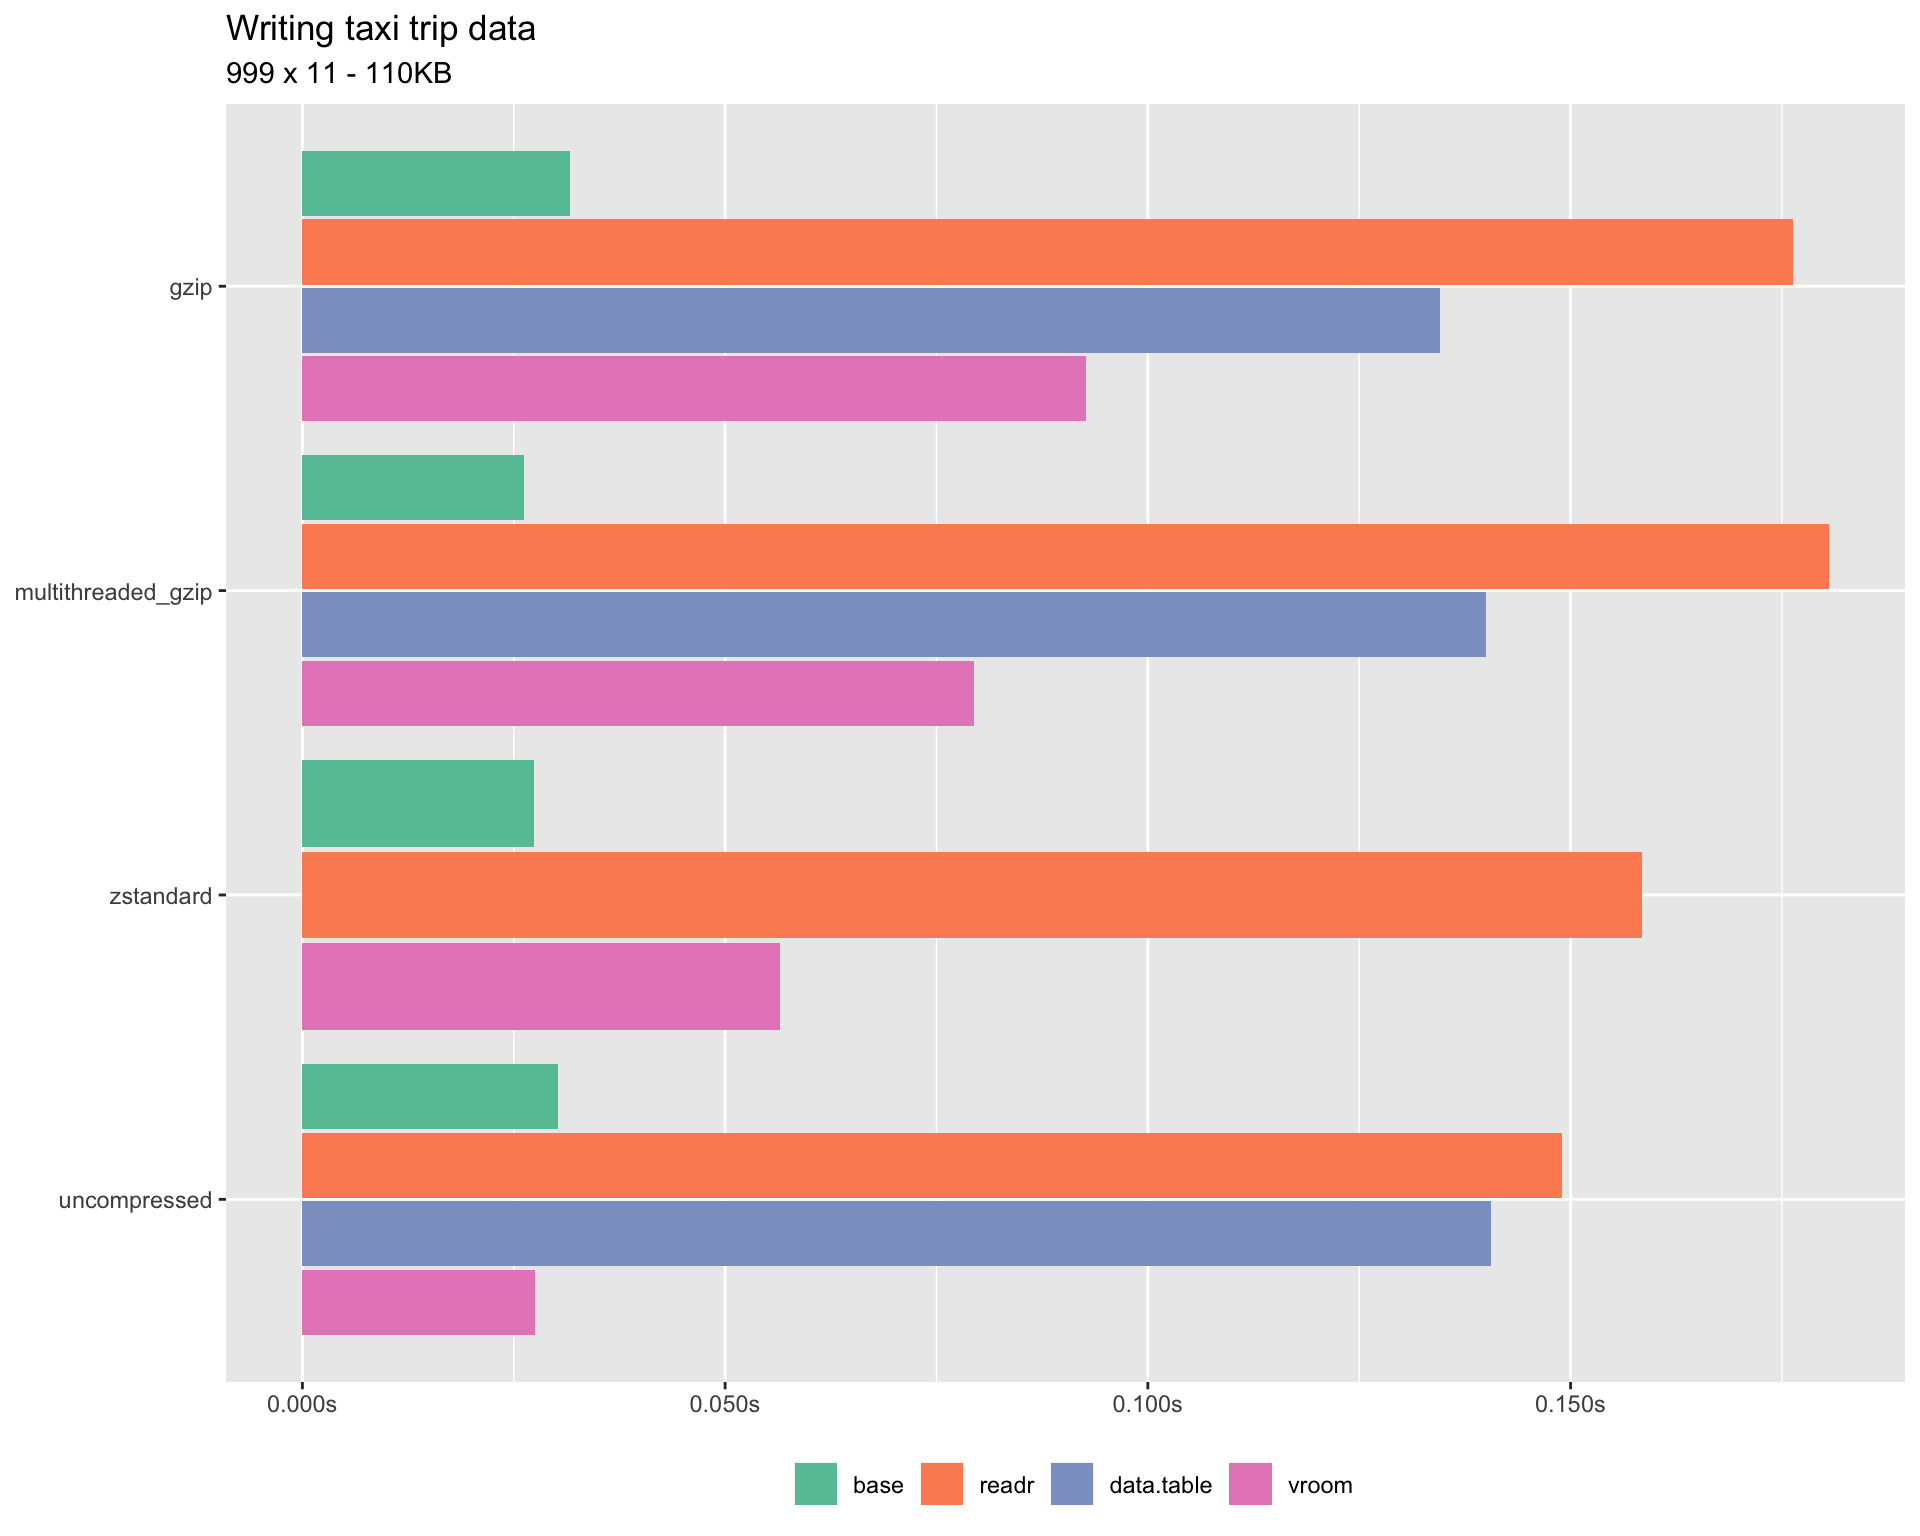 Writing taxi trip data
999 x 11 - 110KB
gzip
multithreaded_gzip
zstandard
uncompressed
0.000s 0.050s 0.100s 0.150s
base readr data.table vroom